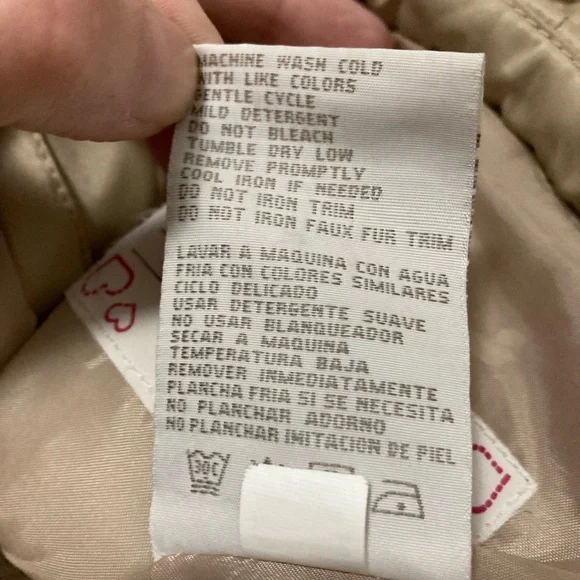 MACHINE WASH COLD
WITH LIKE COLORS
GENTLE CYCLE
MILD DETERGENT
DO NOT BLEACH
TUMBLE DRY LOW
REMOVE PROMPTLY
COOL IRON IF NEEDED
DO NOT IRON TRIM
DO NOT IRON FAUX FUR TRIM
LAVAR A MAQUINA CON AGUA
FRIA CON COLORES SIMILARES
CICLO DELICADO
USAR DETERGENTE SUAVE
NO USAR BLANQUEADOR
SECAR A MAQUINA
TEMPERATURA BAJA
REMOVER INMEDIATAMENTE
PLANCHA FRIA SI SE NECESITA
NO PLANCHAR ADORNO
NO PLANCHAR IMITACION DE PIEL
30C